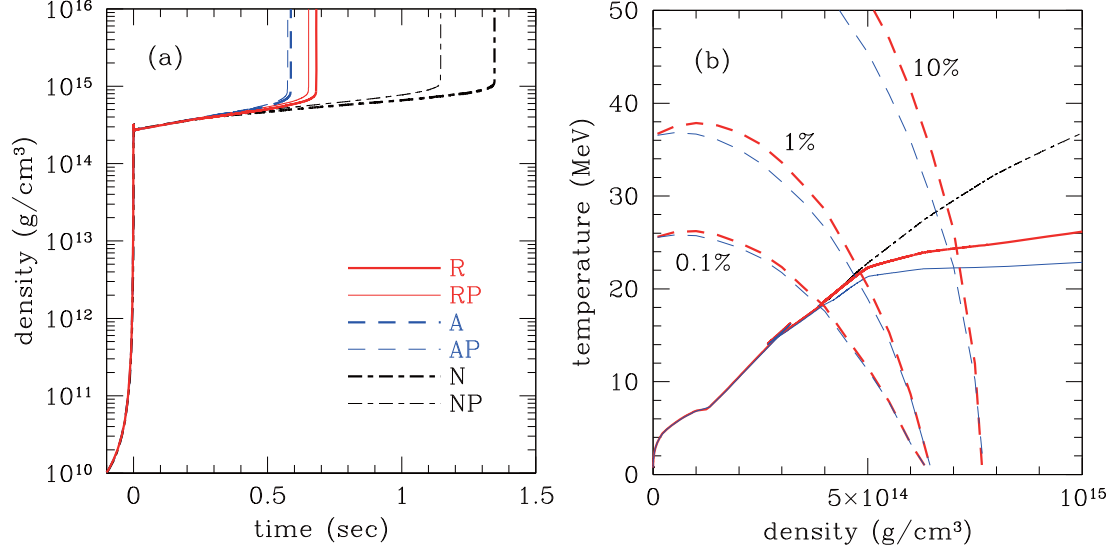 (a)
10¹⁶
10¹⁵
10¹⁴
10¹³
10¹²
10¹¹
10¹⁰
density (g/cm³)
R
RP
A
AP
N
NP
0
0.5
1
1.5
time (sec)
(b)
50
40
30
20
10
0
temperature (MeV)
10%
1%
0.1%
0
5×10¹⁴
10¹⁵
density (g/cm³)